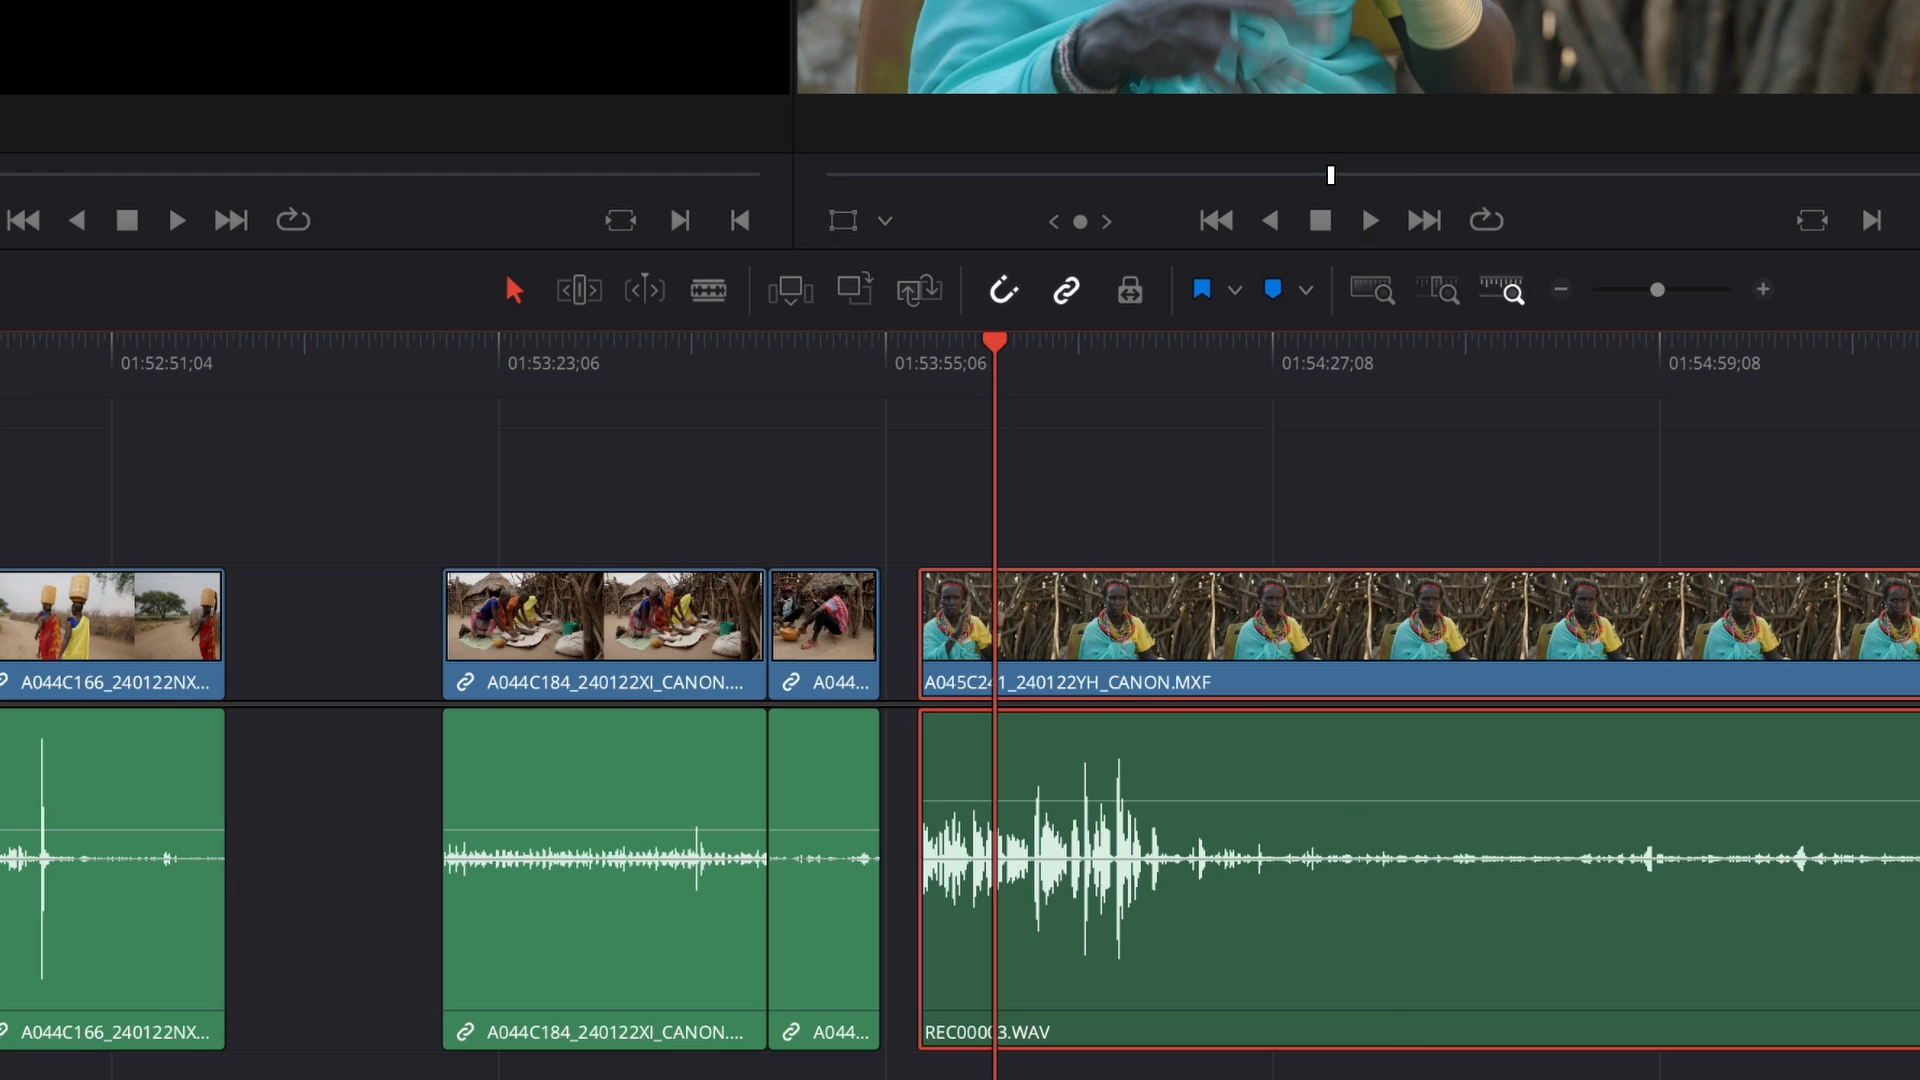 01:52:51;04
01:53:23;06
01:53:55;06
01:54:27;08
01:54:59;08
A044C166_240122NX...
A044C184_240122XI_CANON....
A044...
A045C241_240122YH_CANON.MXF
A044C166_240122NX...
A044C184_240122XI_CANON....
A044...
REC00003.WAV